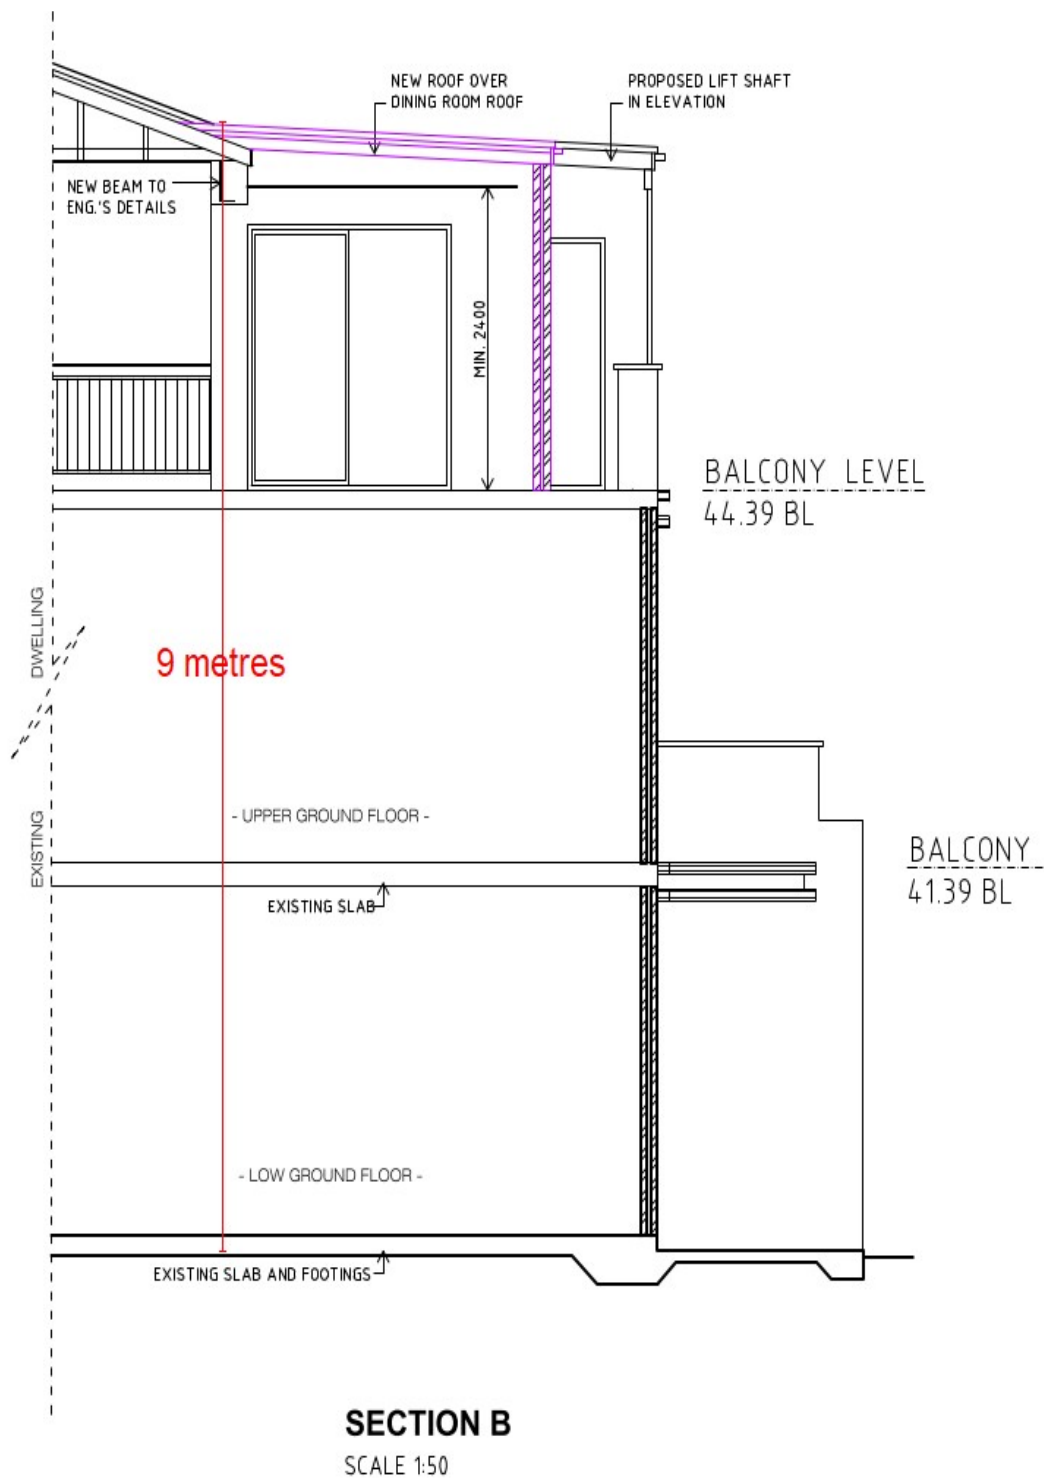 NEW ROOF OVER
DINING ROOM ROOF
PROPOSED LIFT SHAFT
IN ELEVATION
NEW BEAM TO
ENG.'S DETAILS
MIN. 2400
BALCONY LEVEL
44.39 BL
DWELLING
9 metres
- UPPER GROUND FLOOR -
EXISTING
BALCONY
41.39 BL
EXISTING SLAB
- LOW GROUND FLOOR -
EXISTING SLAB AND FOOTINGS
SECTION B
SCALE 1:50